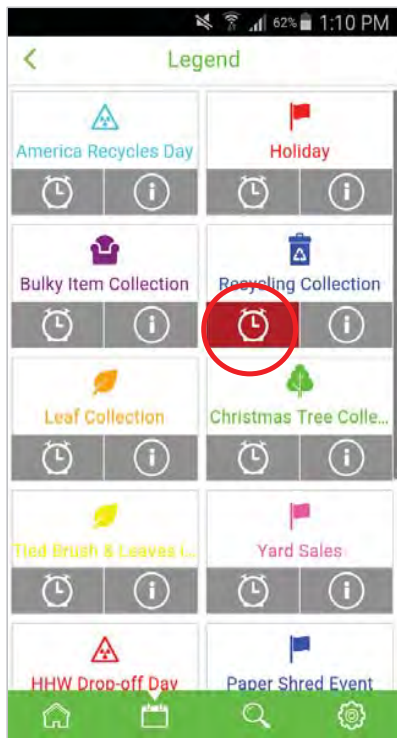 62% 1:10 PM
Legend
America Recycles Day
Holiday
Bulky Item Collection
Recycling Collection
Leaf Collection
Christmas Tree Colle...
Tied Brush & Leaves i...
Yard Sales
HHW Drop-off Day
Paper Shred Event